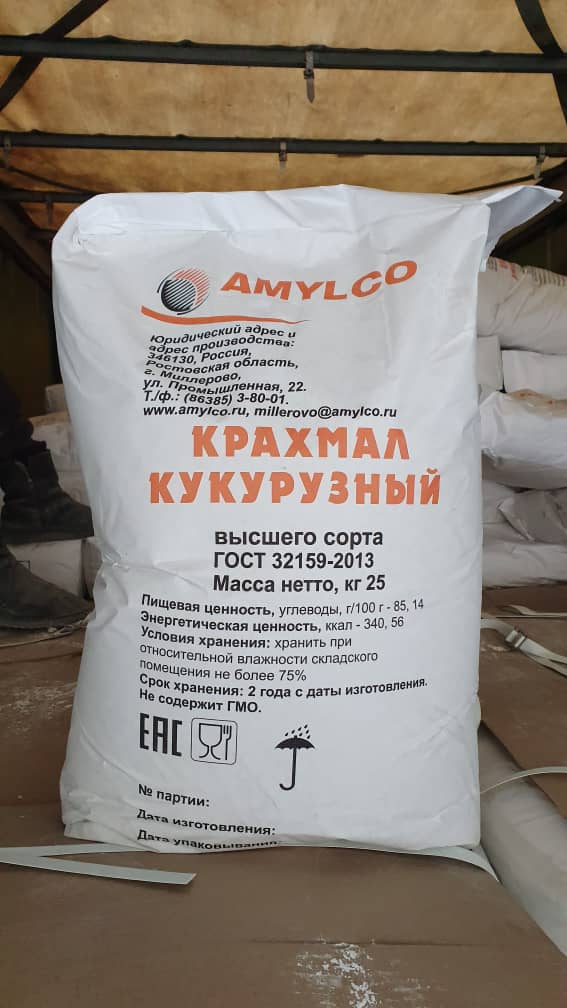 AMYLCO
Юридический адрес и
адрес производства:
346130, Россия,
Ростовская область,
г. Миллерово,
ул. Промышленная, 22.
Т./ф.: (86385) 3-80-01.
www.amylco.ru, millerovo@amylco.ru
КРАХМАЛ
КУКУРУЗНЫЙ
высшего сорта
ГОСТ 32159-2013
Масса нетто, кг 25
Пищевая ценность, углеводы, г/100 г - 85, 14
Энергетическая ценность, ккал - 340, 56
Условия хранения: хранить при
относительной влажности складского
помещения не более 75%
Срок хранения: 2 года с даты изготовления.
Не содержит ГМО.
ЕАС
№ партии:
Дата изготовления:
Дата упаковывания: